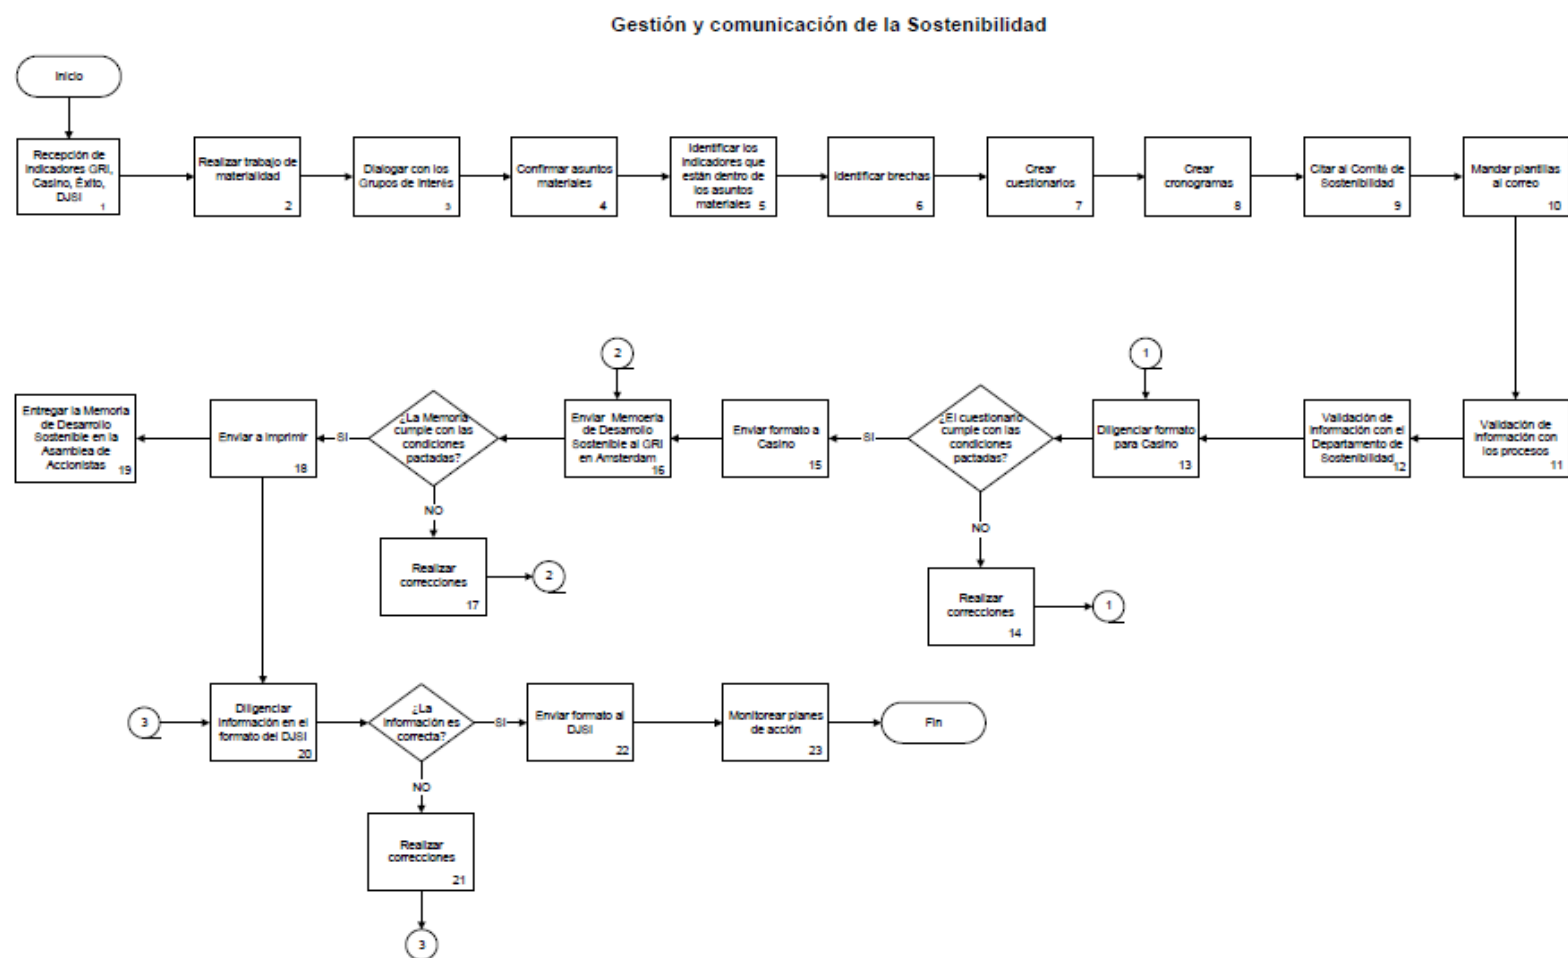 Gestión y comunicación de la Sostenibilidad
Inicio
Recepción de
Indicadores GRI,
Casino, Éxito,
DJSI
1
Realizar trabajo de
materialidad
2
Dialogar con los
Grupos de Interés
3
Confirmar asuntos
materiales
4
Identificar los
Indicadores que
están dentro de
los asuntos
materiales
5
Identificar brechas
6
Crear
cuestionarios
7
Crear
cronogramas
8
Citar al Comité de
Sostenibilidad
9
Mandar plantillas
al correo
10
Validación de
Información con
los procesos
11
Validación de
Información con el
Departamento de
Sostenibilidad
12
1
Diligenciar formato
para Casino
13
¿El cuestionario
cumple con las
condiciones
pactadas?
SI
NO
Realizar
correcciones
14
1
Enviar formato a
Casino
15
2
Enviar Memoeria
de Desarrollo
Sostenible al GRI
en Amsterdam
16
¿La Memoria
cumple con las
condiciones
pactadas?
SI
NO
Realizar
correcciones
17
2
Enviar a imprimir
18
Entregar la Memoria
de Desarrollo
Sostenible en la
Asamblea de
Accionistas
19
3
Diligenciar
Información en el
formato del DJSI
20
¿La
Información es
correcta?
SI
NO
Realizar
correcciones
21
3
Enviar formato al
DJSI
22
Monitorear planes
de acción
23
Fin